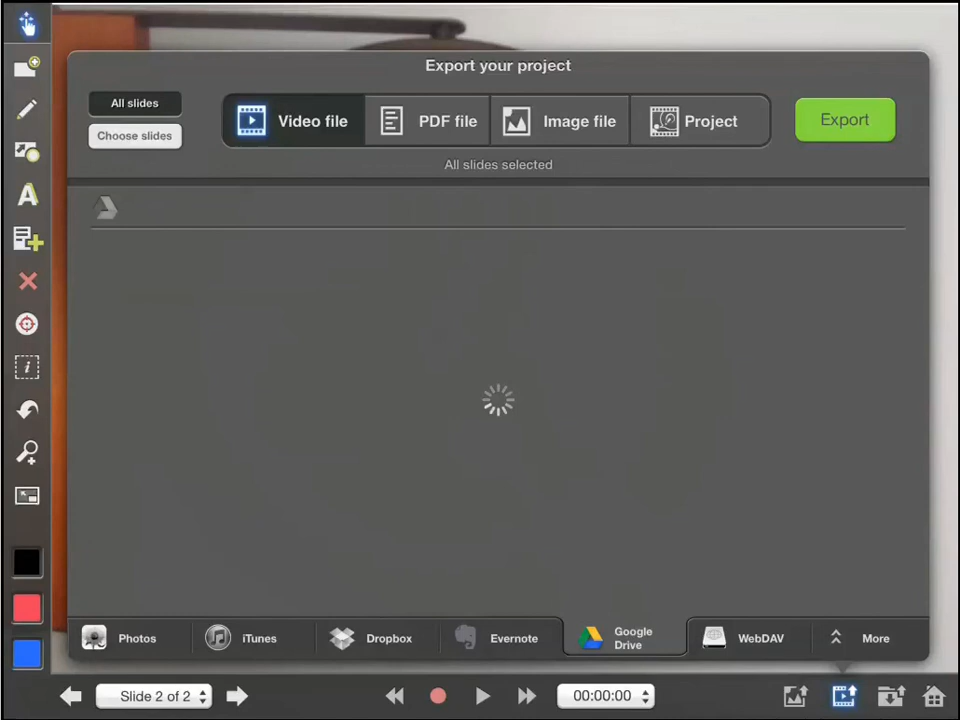 Export your project
All slides
Choose slides
Video file
PDF file
Image file
Project
Export
All slides selected
A
i
Photos
iTunes
Dropbox
Evernote
Google
Drive
WebDAV
More
Slide 2 of 2
00:00:00